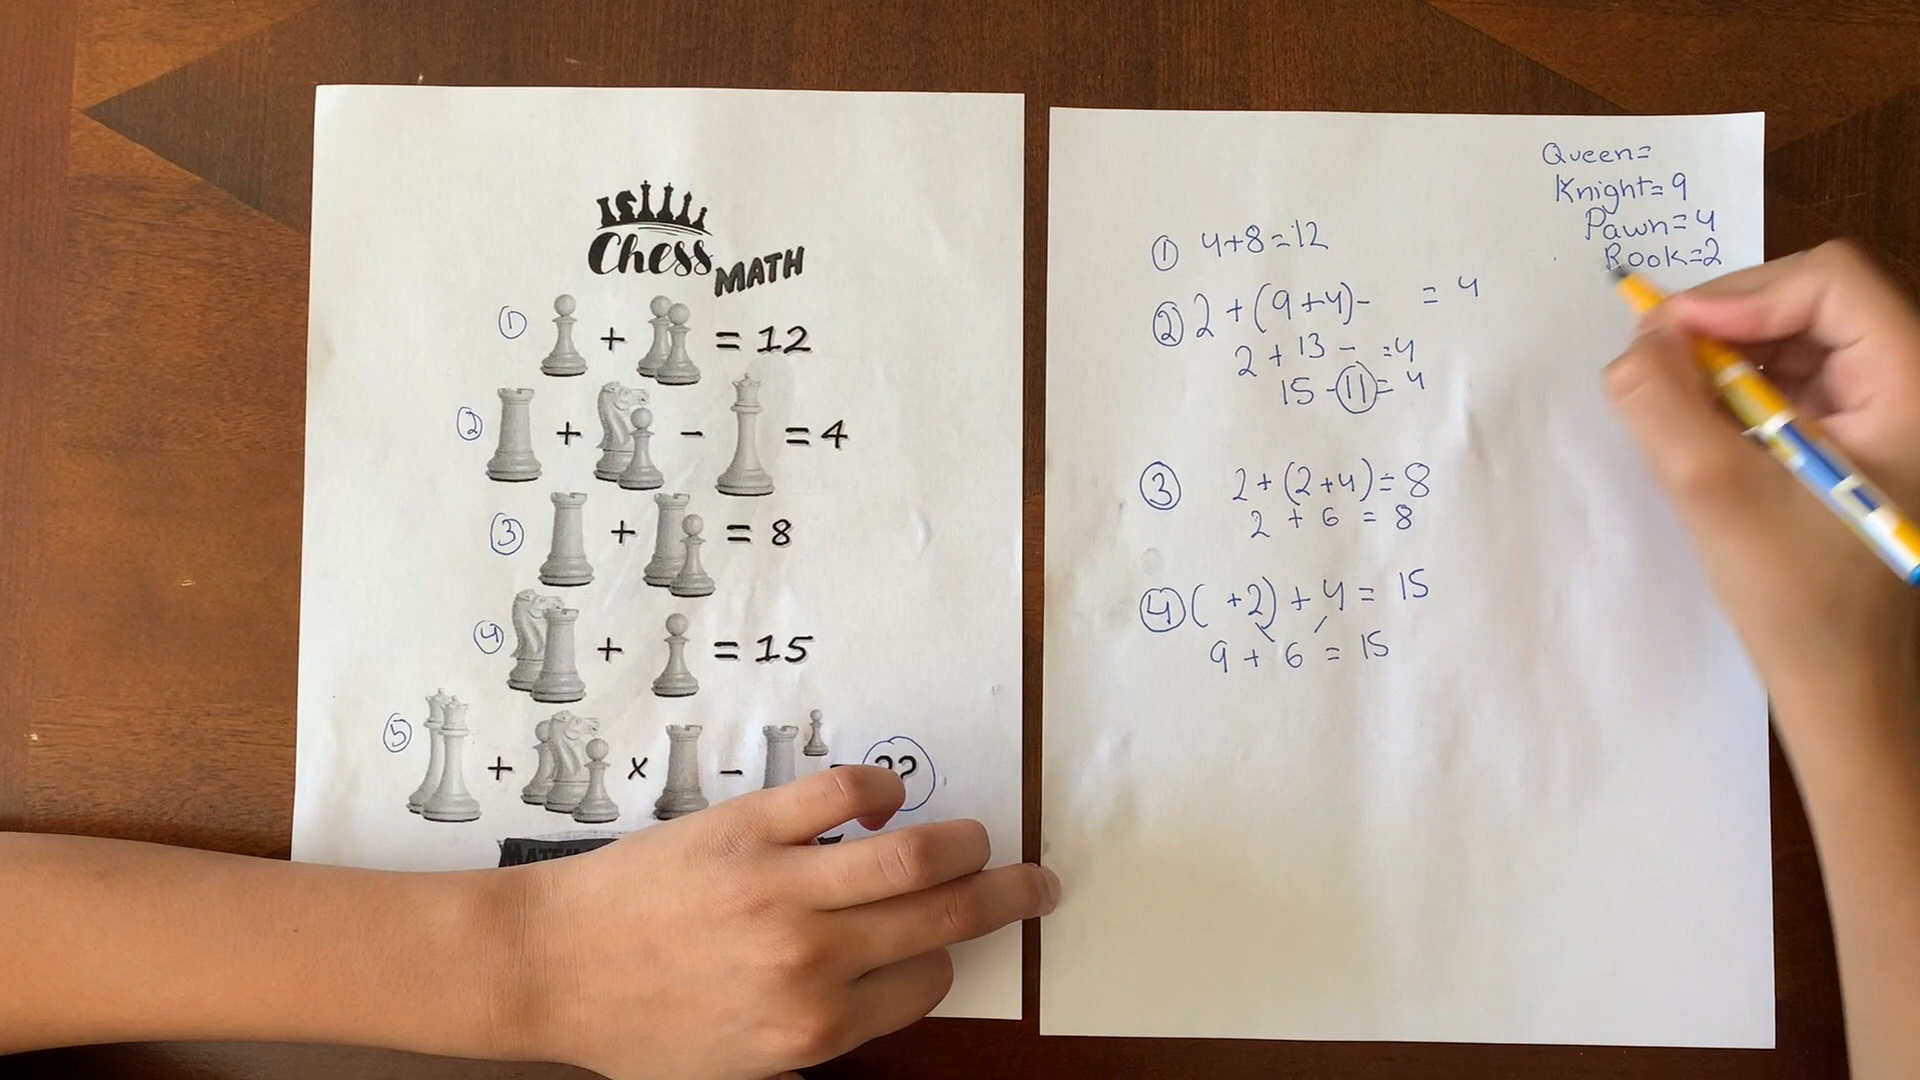 Chess MATH
① + = 12
② + - = 4
③ + = 8
④ + = 15
⑤ + x - = ??
Queen=
Knight=9
Pawn=4
Rook=2
① 4+8=12
② 2 + (9+4)- = 4
2 + 13 - =4
15 - 11 = 4
③ 2+(2+4)=8
2 + 6 = 8
④ ( +2) + 4 = 15
9 + 6 = 15